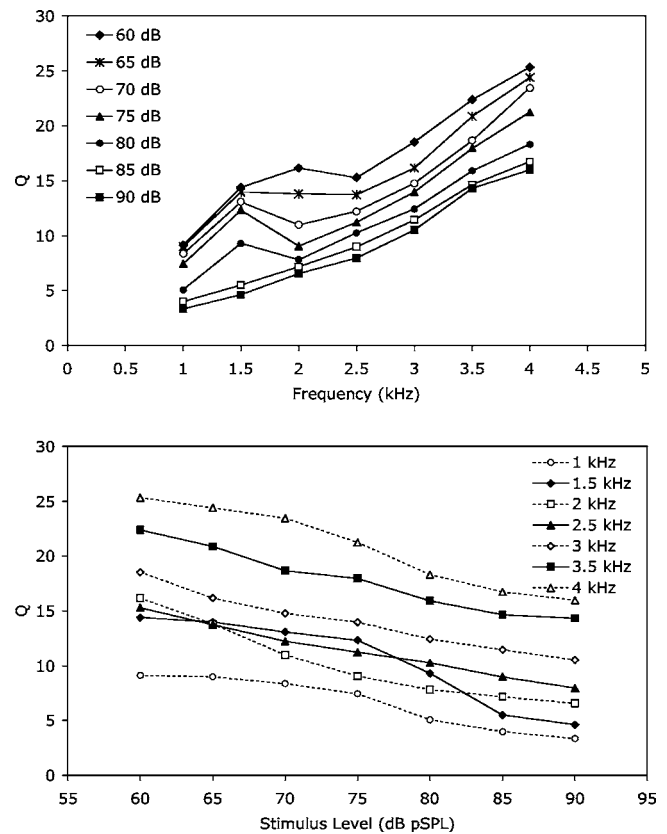 30
25
20
15
10
5
0
Q
60 dB
65 dB
70 dB
75 dB
80 dB
85 dB
90 dB
0 0.5 1 1.5 2 2.5 3 3.5 4 4.5 5
Frequency (kHz)
30
25
20
15
10
5
0
Q
1 kHz
1.5 kHz
2 kHz
2.5 kHz
3 kHz
3.5 kHz
4 kHz
55 60 65 70 75 80 85 90 95
Stimulus Level (dB pSPL)